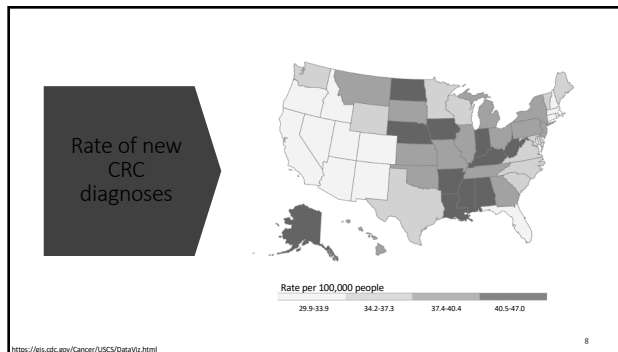 Rate of new
CRC
diagnoses
Rate per 100,000 people
29.9-33.9 34.2-37.3 37.4-40.4 40.5-47.0
https://gis.cdc.gov/Cancer/USCS/DataViz.html
8